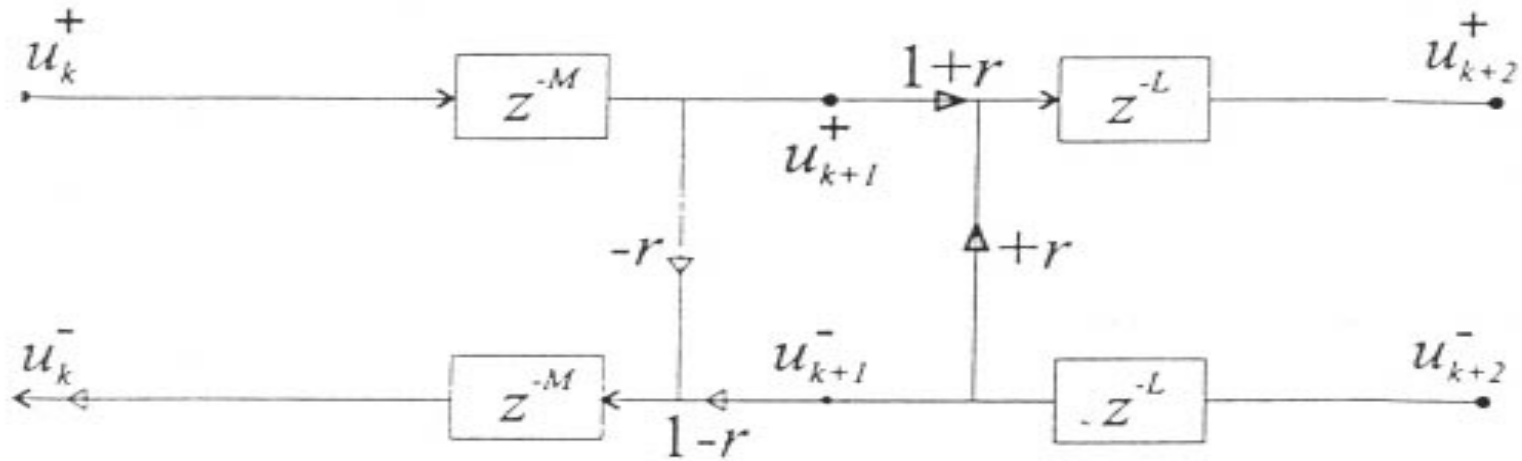 u_k^+
z^{-M}
1+r
z^{-L}
u_{k+2}^+
u_{k+1}^+
-r
+r
u_k^-
z^{-M}
1-r
u_{k+1}^-
z^{-L}
u_{k+2}^-